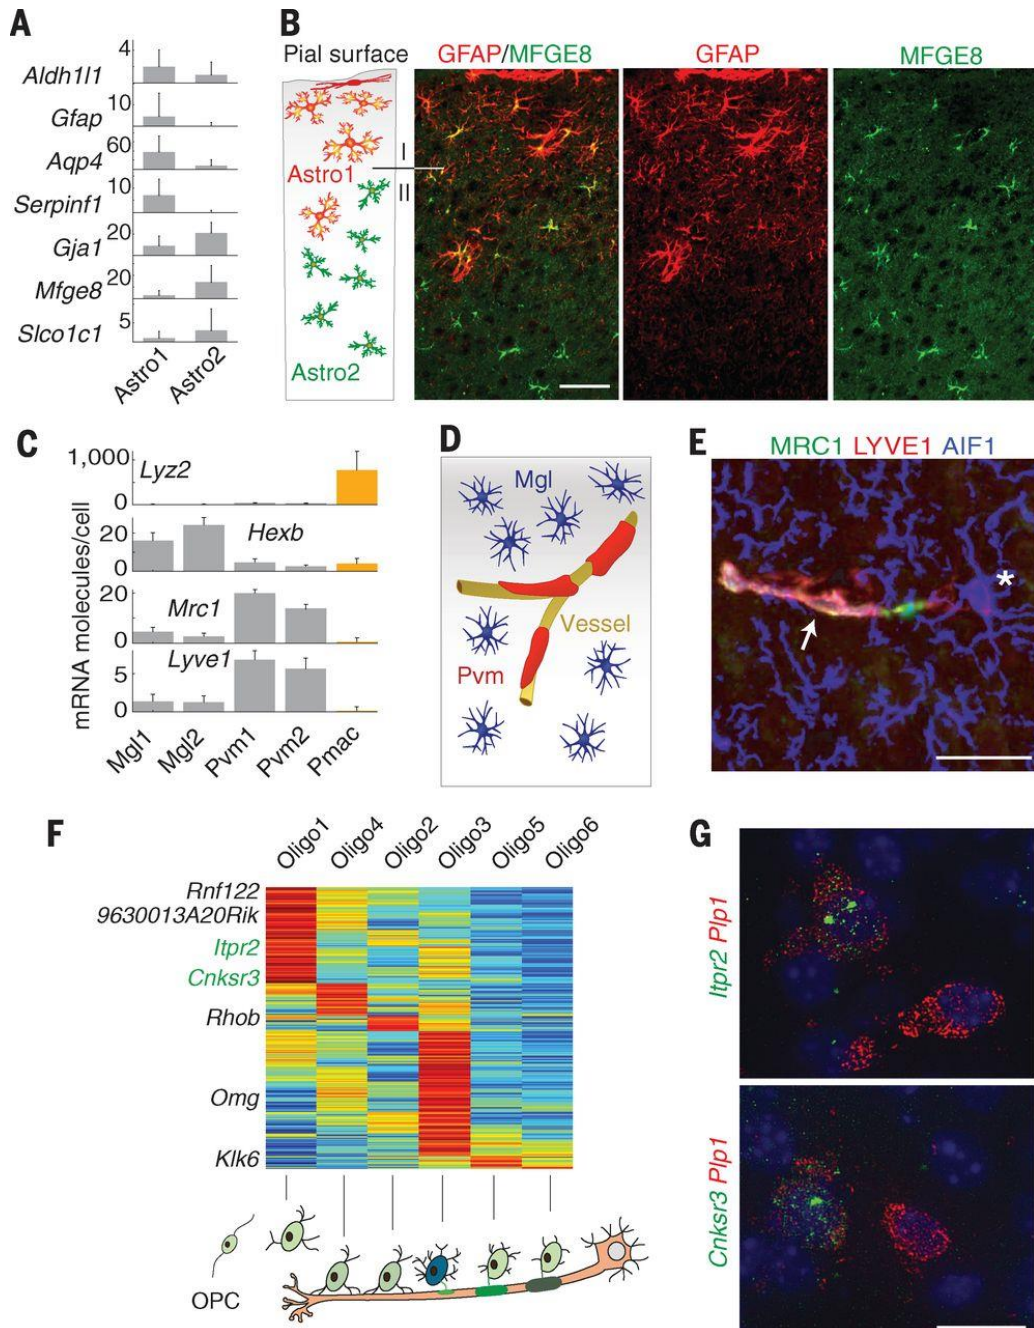 A
4
Aldh1l1
10
Gfap
60
Aqp4
10
Serpinf1
20
Gja1
20
Mfge8
5
Slco1c1
Astro1
Astro2
B
Pial surface
GFAP/MFGE8
GFAP
MFGE8
I
Astro1
II
Astro2
C
mRNA molecules/cell
1,000
Lyz2
0
20
Hexb
0
20
Mrc1
0
5
Lyve1
0
Mgl1
Mgl2
Pvm1
Pvm2
Pmac
D
Mgl
Vessel
Pvm
E
MRC1 LYVE1 AIF1
*
F
Oligo1
Oligo4
Oligo2
Oligo3
Oligo5
Oligo6
Rnf122
9630013A20Rik
Itpr2
Cnksr3
Rhob
Omg
Klk6
OPC
G
Itpr2 Plp1
Cnksr3 Plp1